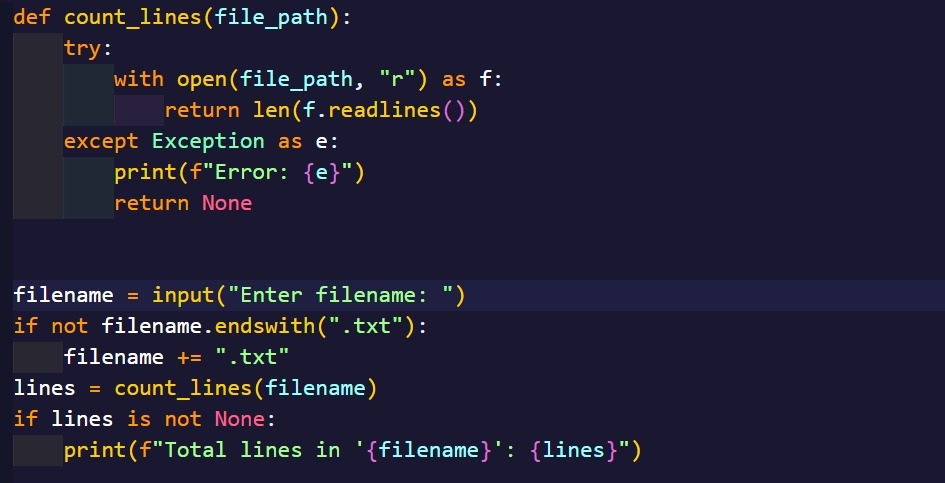 def count_lines(file_path):
    try:
        with open(file_path, "r") as f:
            return len(f.readlines())
    except Exception as e:
        print(f"Error: {e}")
        return None
filename = input("Enter filename: ")
if not filename.endswith(".txt"):
    filename += ".txt"
lines = count_lines(filename)
if lines is not None:
    print(f"Total lines in '{filename}': {lines}")